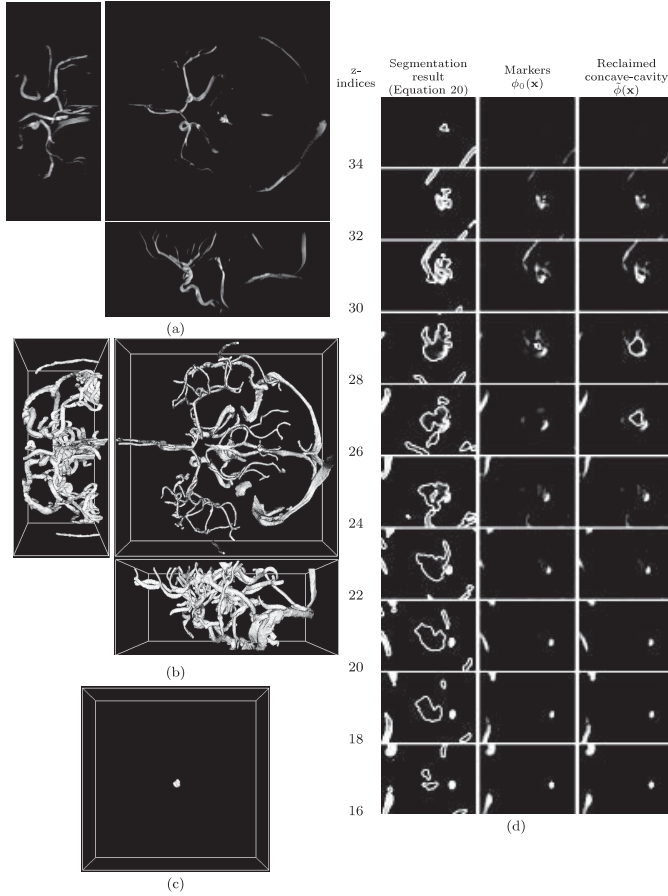 z-
indices
Segmentation
result
(Equation 20)
Markers
ϕ₀(x)
Reclaimed
concave-cavity
ϕ̃(x)
34
32
30
28
26
24
22
20
18
16
(a)
(b)
(c)
(d)